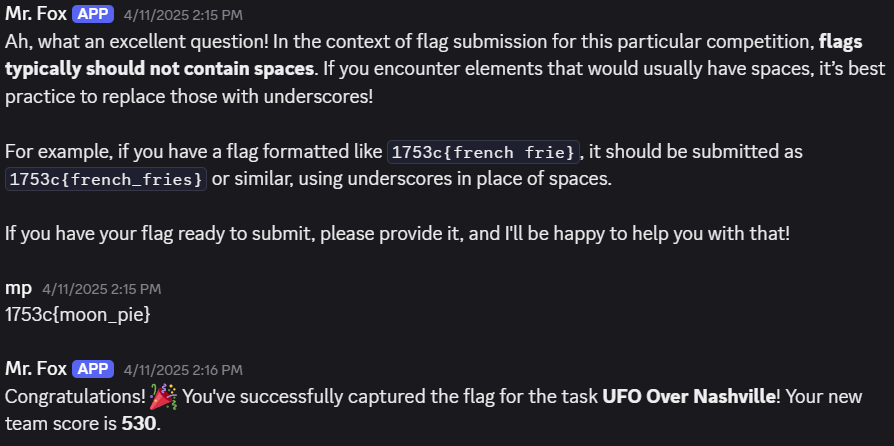 Mr. Fox APP 4/11/2025 2:15 PM
Ah, what an excellent question! In the context of flag submission for this particular competition, flags
typically should not contain spaces. If you encounter elements that would usually have spaces, it's best
practice to replace those with underscores!
For example, if you have a flag formatted like 1753c{french frie}, it should be submitted as
1753c{french_fries} or similar, using underscores in place of spaces.
If you have your flag ready to submit, please provide it, and I'll be happy to help you with that!
mp 4/11/2025 2:15 PM
1753c{moon_pie}
Mr. Fox APP 4/11/2025 2:16 PM
Congratulations! 🎉 You've successfully captured the flag for the task UFO Over Nashville! Your new
team score is 530.